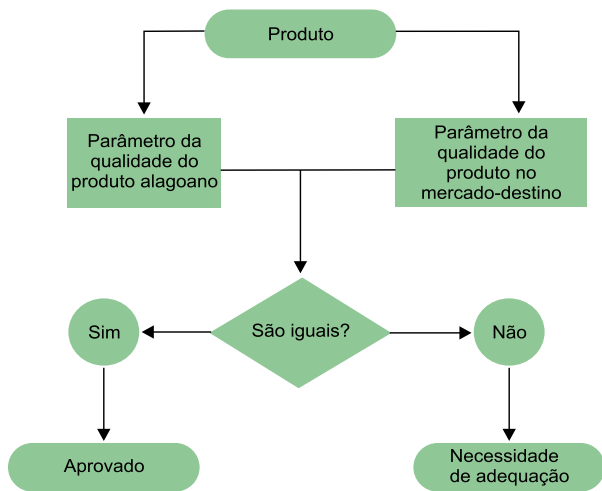 Produto
Parâmetro da
qualidade do
produto alagoano
Parâmetro da
qualidade do
produto no
mercado-destino
São iguais?
Sim
Não
Aprovado
Necessidade
de adequação